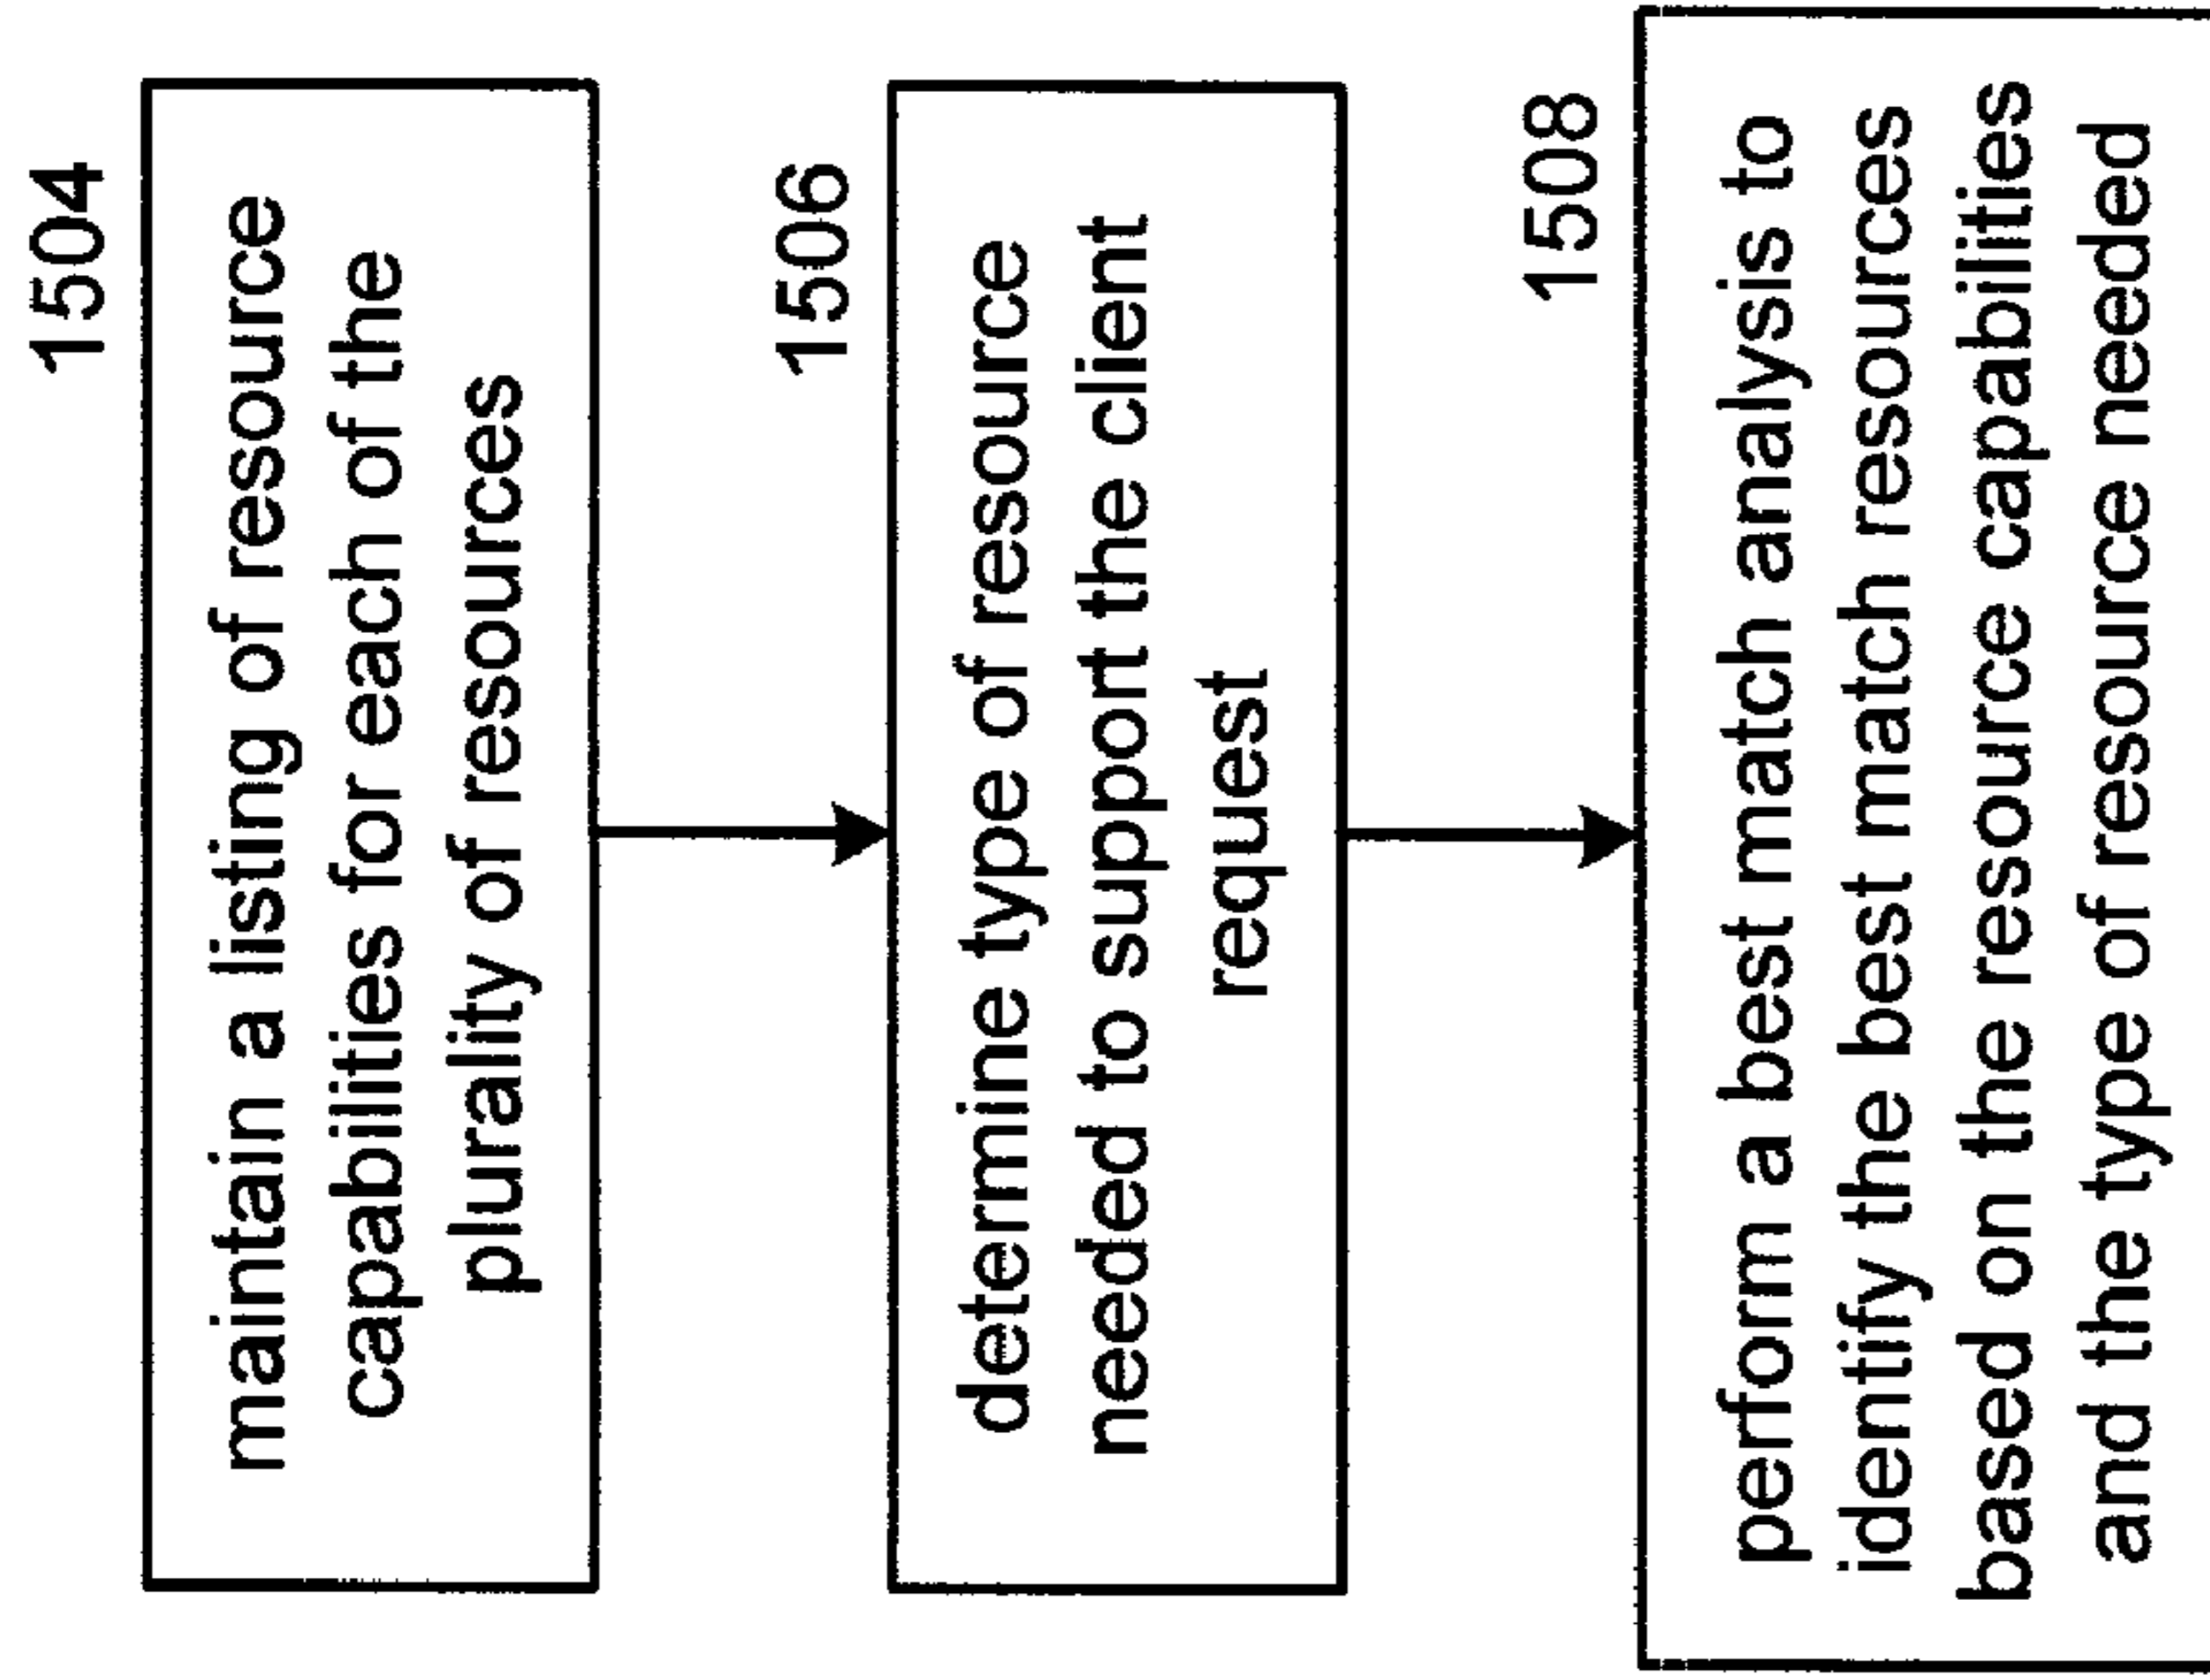 1504
maintain a listing of resource
capabilities for each of the
plurality of resources
1506
determine type of resource
needed to support the client
request
1508
perform a best match analysis to
identify the best match resources
based on the resource capabilities
and the type of resource needed